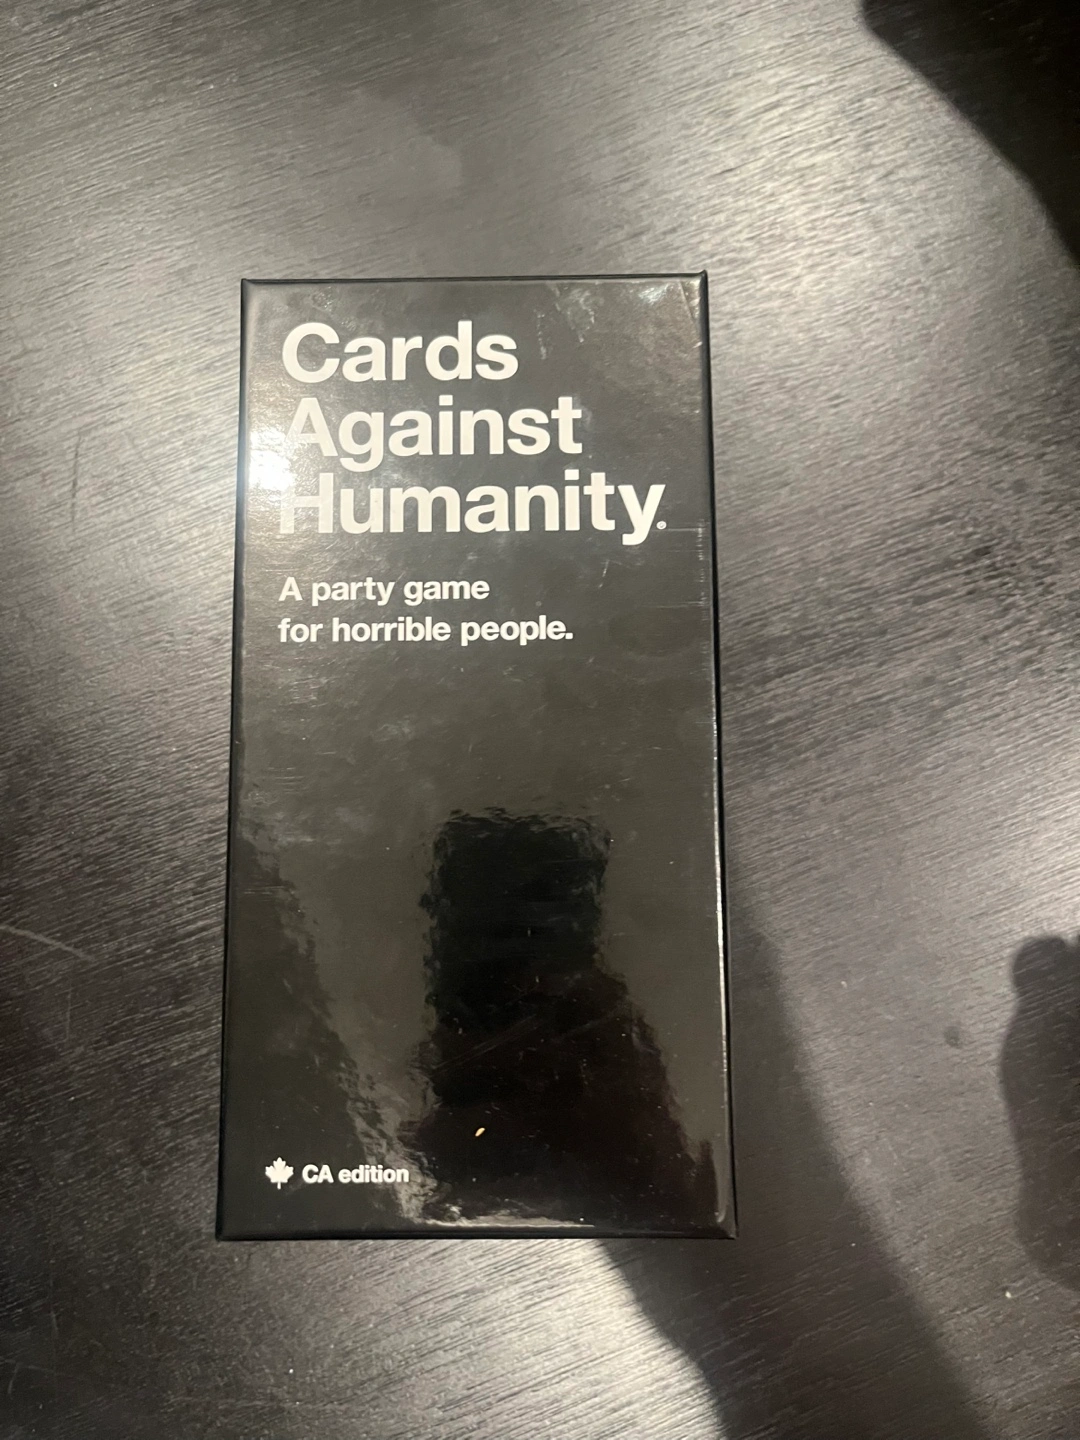 Cards
Against
Humanity.®
A party game
for horrible people.
CA edition